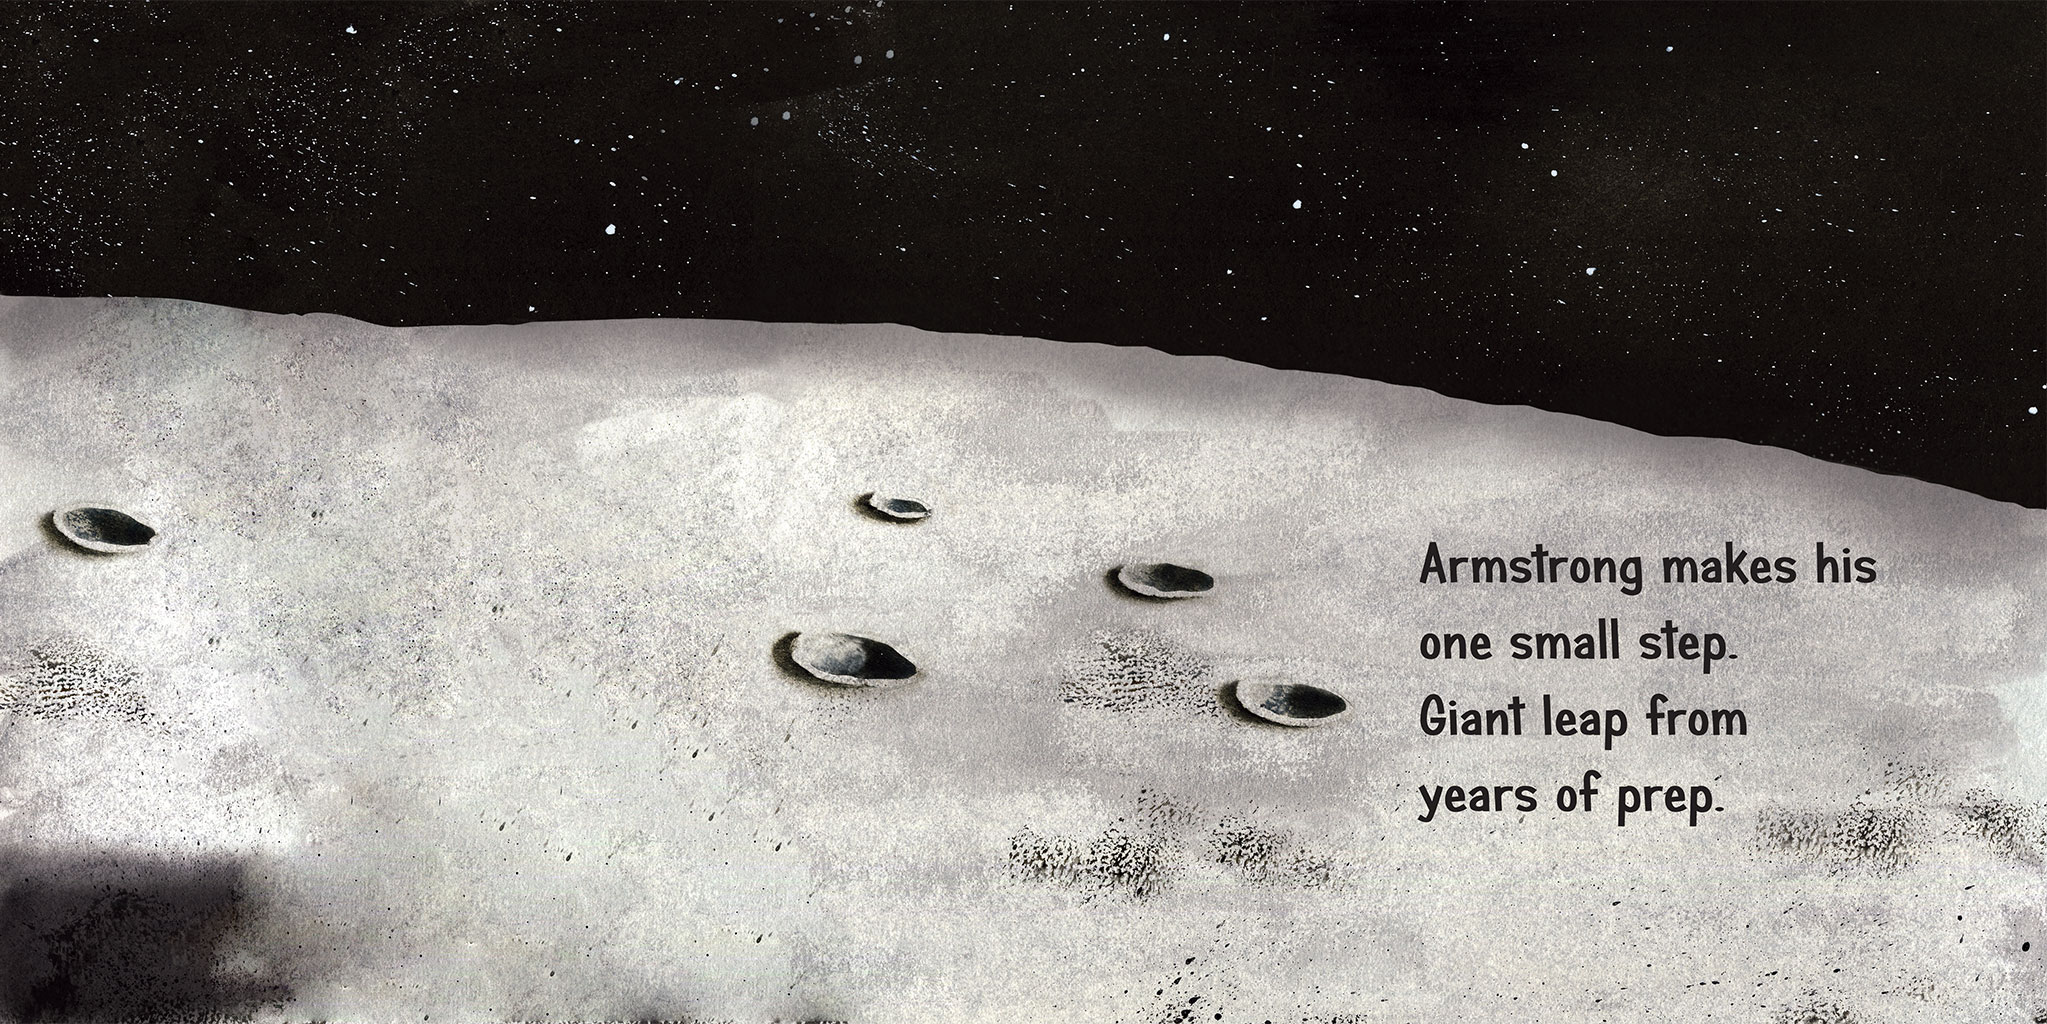 Armstrong makes his
one small step.
Giant leap from
years of prep.